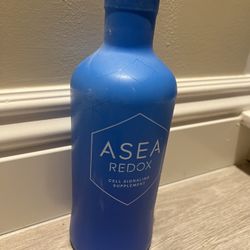 ASEA
REDOX
CELL SIGNALING
SUPPLEMENT